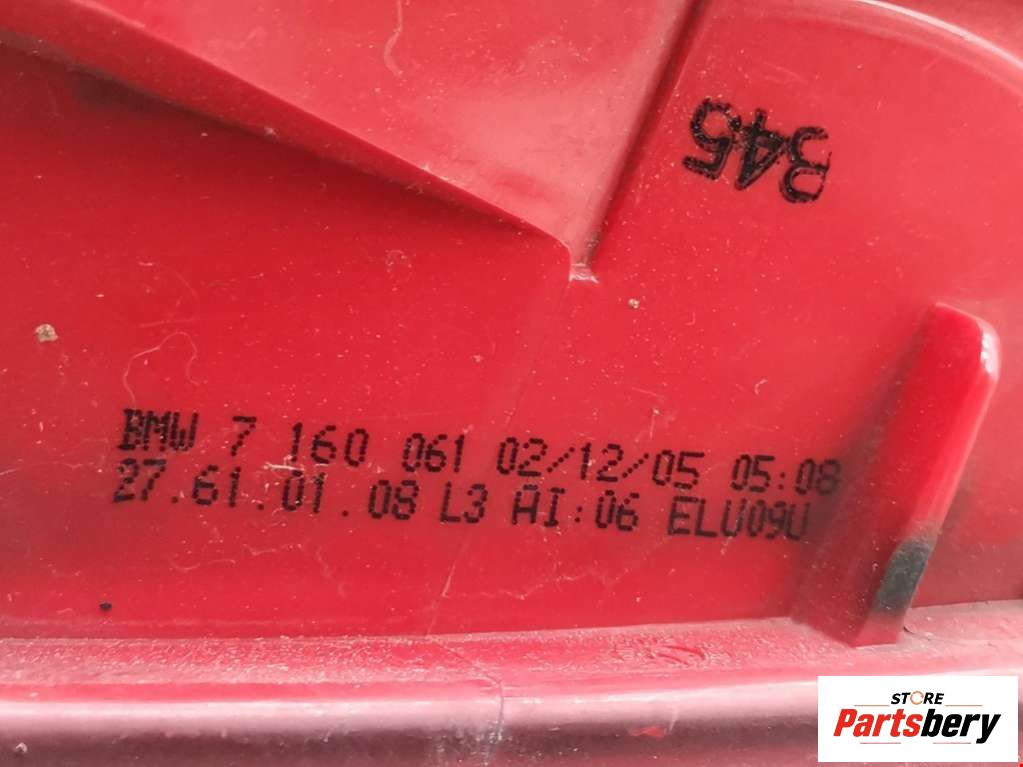 345
BMW 7 160 061 02/12/05 05:08
27.61.01.08 L3 AI:06 ELU09U
STORE
Partsbery